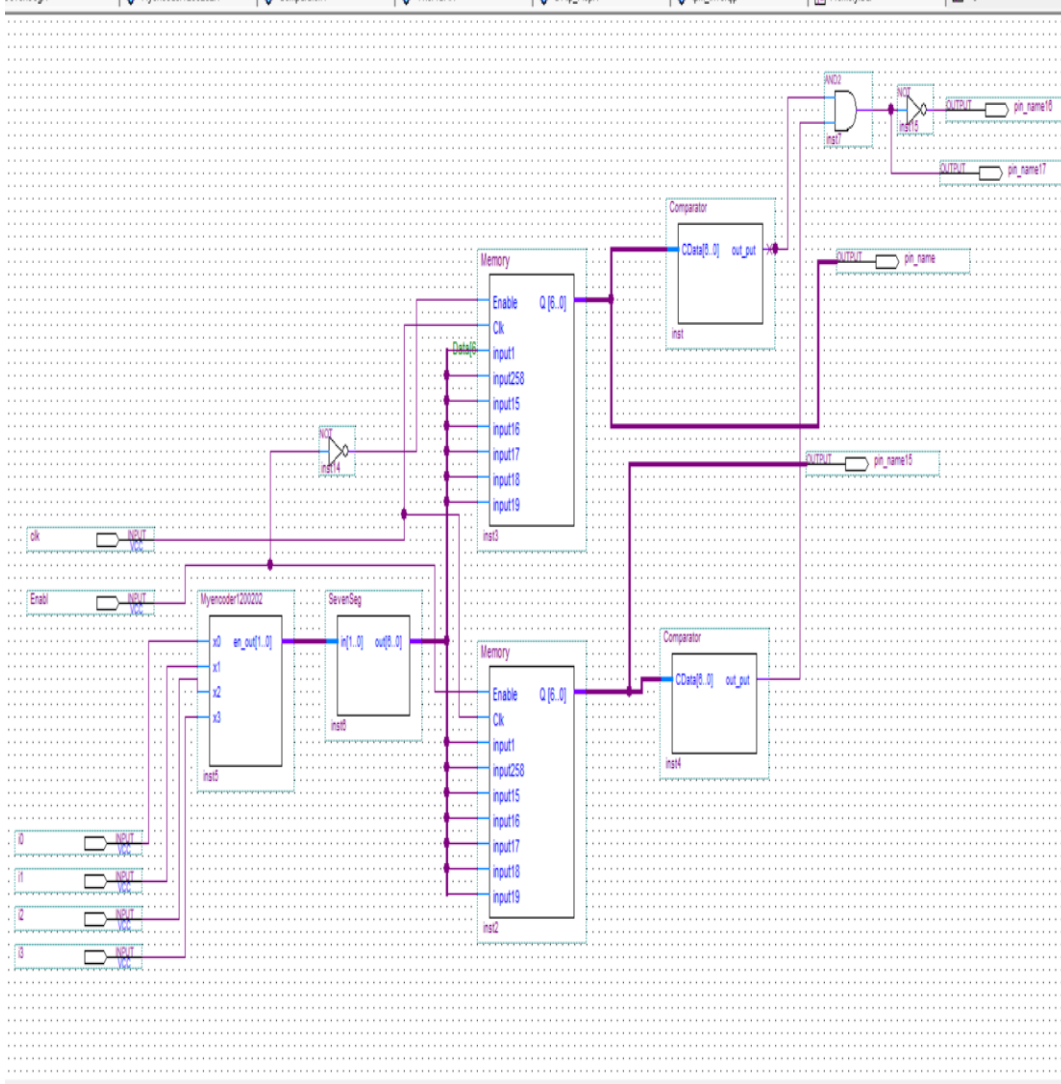 AND2
NOT
OUTPUT
pin_name16
inst7
inst15
OUTPUT
pin_name17
Comparator
CData[6..0]
out_put
inst
OUTPUT
pin_name
Memory
Enable
Q [6..0]
Clk
Data[6
input1
input258
input15
input16
input17
input18
input19
inst3
NOT
inst14
OUTPUT
pin_name15
clk
INPUT
VCC
Enabl
INPUT
VCC
Myencoder1200202
x0
en_out[1..0]
x1
x2
x3
inst5
SevenSeg
in[1..0]
out[6..0]
inst6
Memory
Enable
Q [6..0]
Clk
input1
input258
input15
input16
input17
input18
input19
inst2
Comparator
CData[6..0]
out_put
inst4
i0
INPUT
VCC
i1
INPUT
VCC
i2
INPUT
VCC
i3
INPUT
VCC